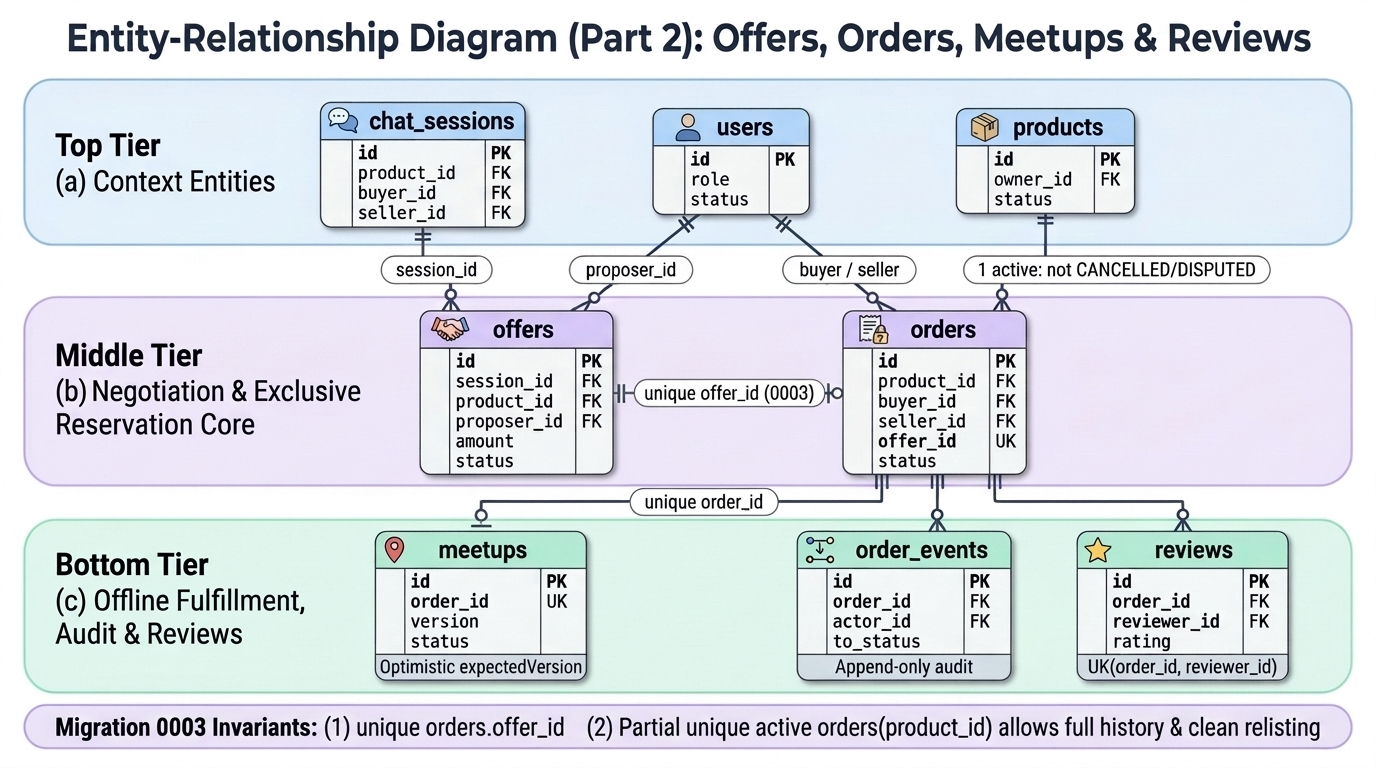 Entity-Relationship Diagram (Part 2): Offers, Orders, Meetups & Reviews
Top Tier
(a) Context Entities
chat_sessions
id PK
product_id FK
buyer_id FK
seller_id FK
users
id PK
role
status
products
id PK
owner_id FK
status
session_id
proposer_id
buyer / seller
1 active: not CANCELLED/DISPUTED
Middle Tier
(b) Negotiation & Exclusive
Reservation Core
offers
id PK
session_id FK
product_id FK
proposer_id FK
amount
status
unique offer_id (0003)
orders
id PK
product_id FK
buyer_id FK
seller_id FK
offer_id UK
status
unique order_id
Bottom Tier
(c) Offline Fulfillment,
Audit & Reviews
meetups
id PK
order_id UK
version
status
Optimistic expectedVersion
order_events
id PK
order_id FK
actor_id FK
to_status
Append-only audit
reviews
id PK
order_id FK
reviewer_id FK
rating
UK(order_id, reviewer_id)
Migration 0003 Invariants: (1) unique orders.offer_id (2) Partial unique active orders(product_id) allows full history & clean relisting